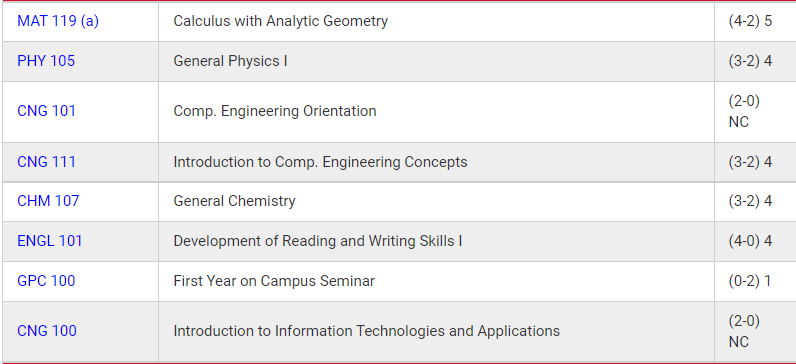 MAT 119 (a) Calculus with Analytic Geometry (4-2) 5
PHY 105 General Physics I (3-2) 4
CNG 101 Comp. Engineering Orientation (2-0) NC
CNG 111 Introduction to Comp. Engineering Concepts (3-2) 4
CHM 107 General Chemistry (3-2) 4
ENGL 101 Development of Reading and Writing Skills I (4-0) 4
GPC 100 First Year on Campus Seminar (0-2) 1
CNG 100 Introduction to Information Technologies and Applications (2-0) NC